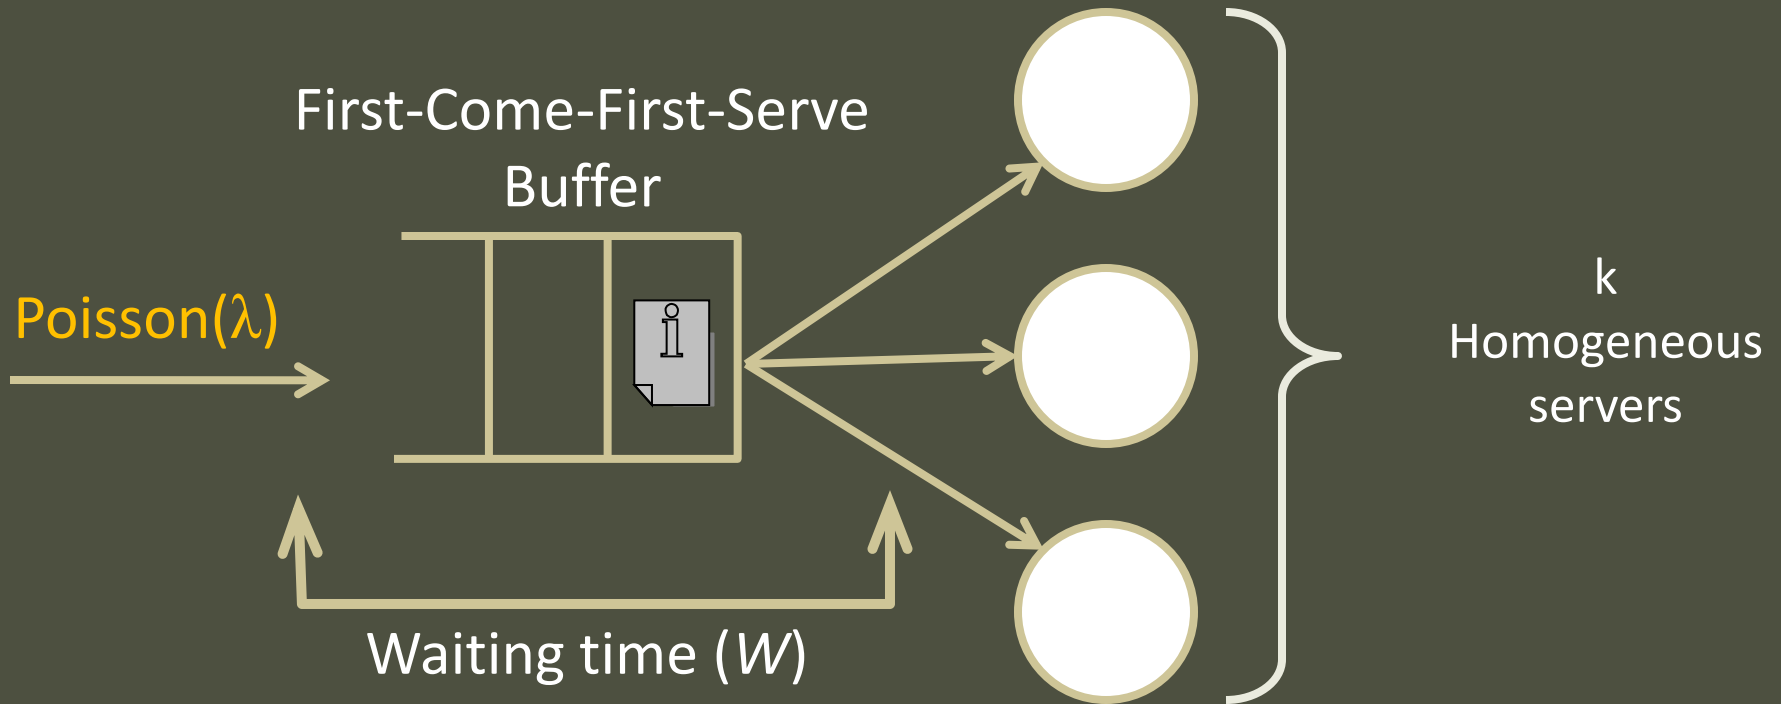 First-Come-First-Serve
Buffer
Poisson(λ)
i
k
Homogeneous
servers
Waiting time (W)